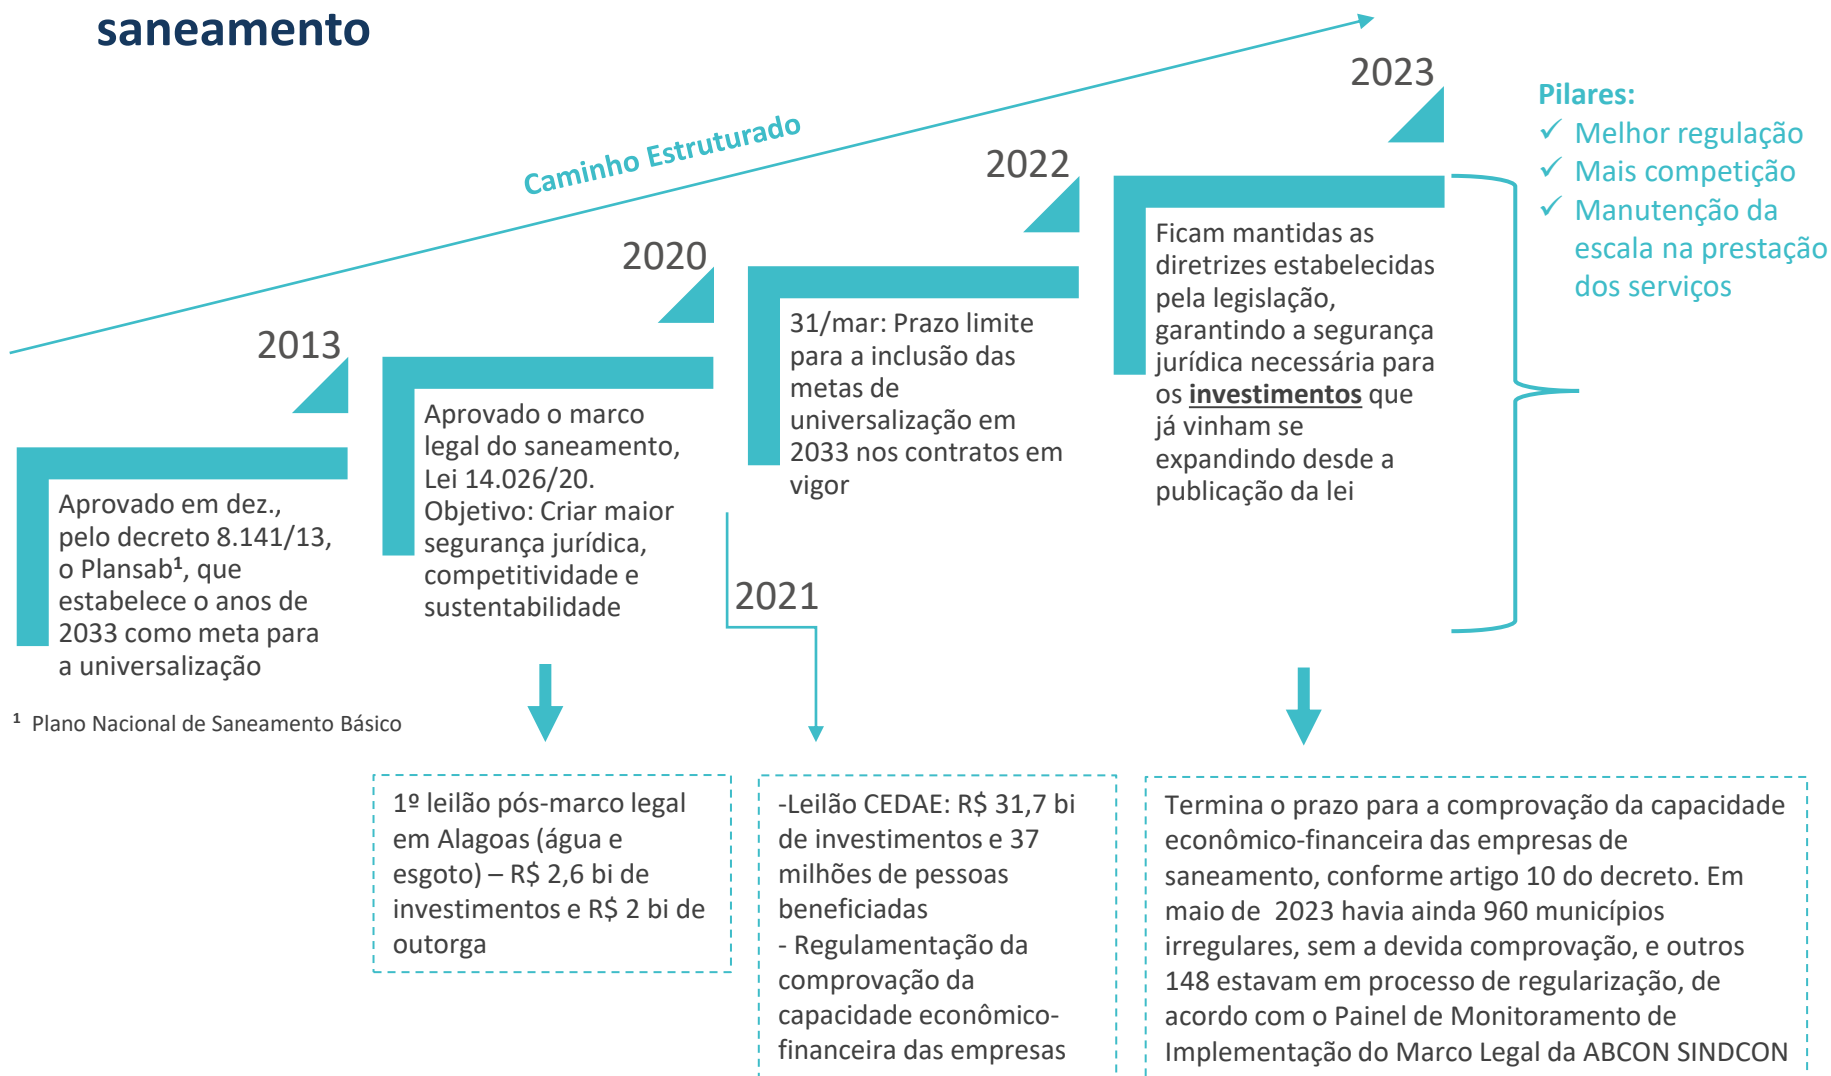 saneamento
Caminho Estruturado
2013
Aprovado em dez.,
pelo decreto 8.141/13,
o Plansab¹, que
estabelece o anos de
2033 como meta para
a universalização
¹ Plano Nacional de Saneamento Básico
2020
Aprovado o marco
legal do saneamento,
Lei 14.026/20.
Objetivo: Criar maior
segurança jurídica,
competitividade e
sustentabilidade
1º leilão pós-marco legal
em Alagoas (água e
esgoto) – R$ 2,6 bi de
investimentos e R$ 2 bi de
outorga
2021
-Leilão CEDAE: R$ 31,7 bi
de investimentos e 37
milhões de pessoas
beneficiadas
- Regulamentação da
comprovação da
capacidade econômico-
financeira das empresas
2022
31/mar: Prazo limite
para a inclusão das
metas de
universalização em
2033 nos contratos em
vigor
2023
Ficam mantidas as
diretrizes estabelecidas
pela legislação,
garantindo a segurança
jurídica necessária para
os investimentos que
já vinham se
expandindo desde a
publicação da lei
Termina o prazo para a comprovação da capacidade
econômico-financeira das empresas de
saneamento, conforme artigo 10 do decreto. Em
maio de 2023 havia ainda 960 municípios
irregulares, sem a devida comprovação, e outros
148 estavam em processo de regularização, de
acordo com o Painel de Monitoramento de
Implementação do Marco Legal da ABCON SINDCON
Pilares:
✓ Melhor regulação
✓ Mais competição
✓ Manutenção da
escala na prestação
dos serviços